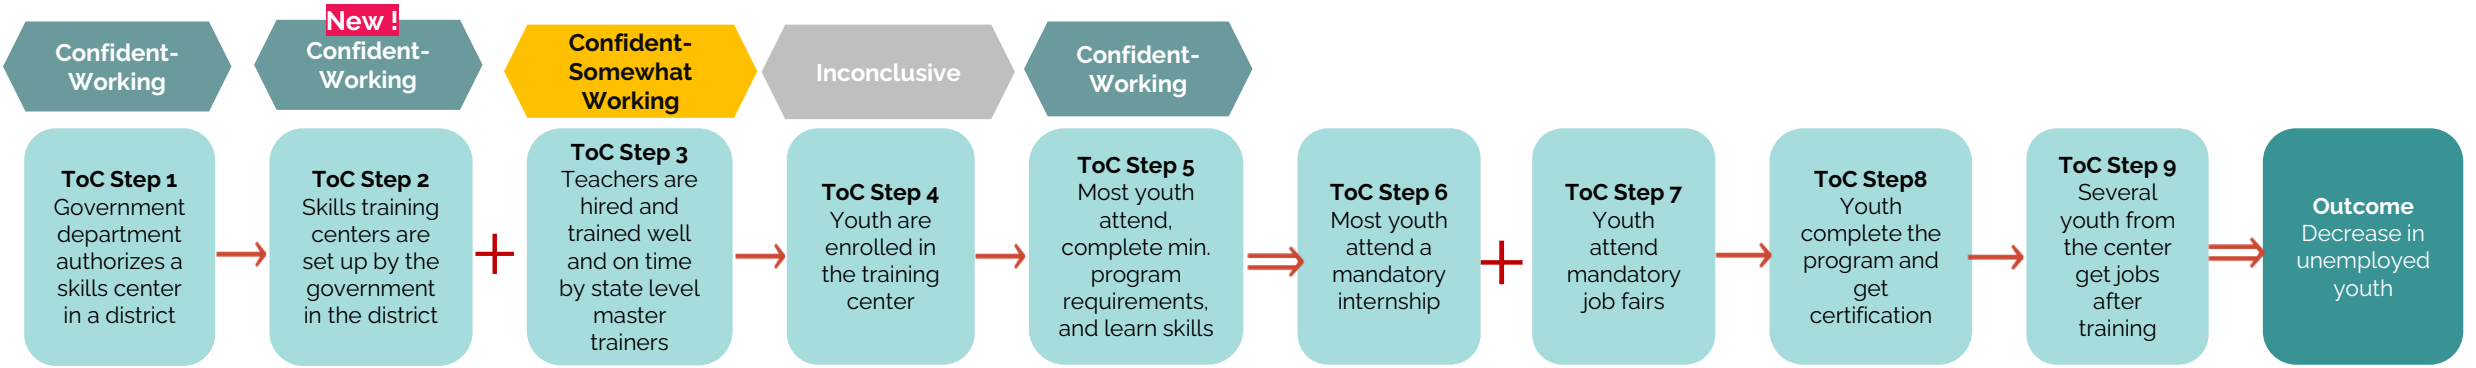 New !
Confident-
Working
Confident-
Working
Confident-
Somewhat
Working
Inconclusive
Confident-
Working
ToC Step 1
Government
department
authorizes a
skills center
in a district
ToC Step 2
Skills training
centers are
set up by the
government
in the district
ToC Step 3
Teachers are
hired and
trained well
and on time
by state level
master
trainers
ToC Step 4
Youth are
enrolled in
the training
center
ToC Step 5
Most youth
attend,
complete min.
program
requirements,
and learn skills
ToC Step 6
Most youth
attend a
mandatory
internship
ToC Step 7
Youth
attend
mandatory
job fairs
ToC Step8
Youth
complete the
program and
get
certification
ToC Step 9
Several
youth from
the center
get jobs
after
training
Outcome
Decrease in
unemployed
youth